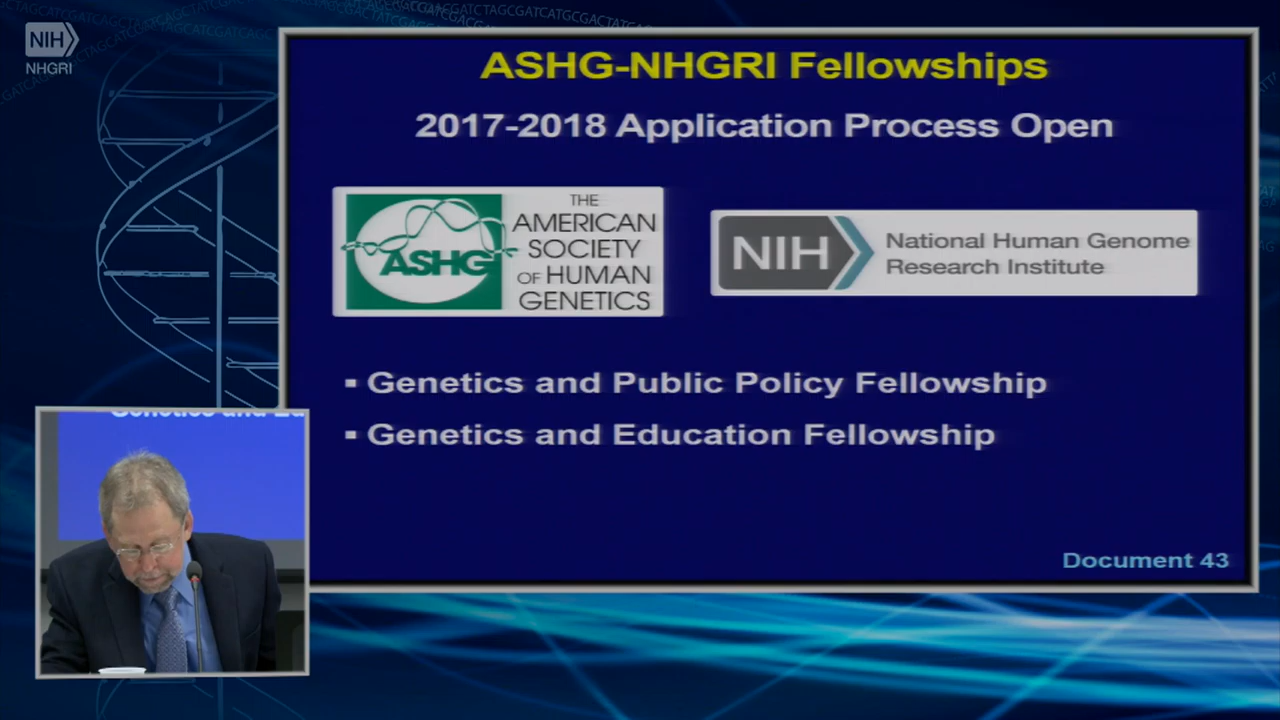 NIH
NHGRI
ASHG-NHGRI Fellowships
2017-2018 Application Process Open
ASHG
THE
AMERICAN
SOCIETY
OF HUMAN
GENETICS
NIH
National Human Genome
Research Institute
▪ Genetics and Public Policy Fellowship
▪ Genetics and Education Fellowship
Document 43